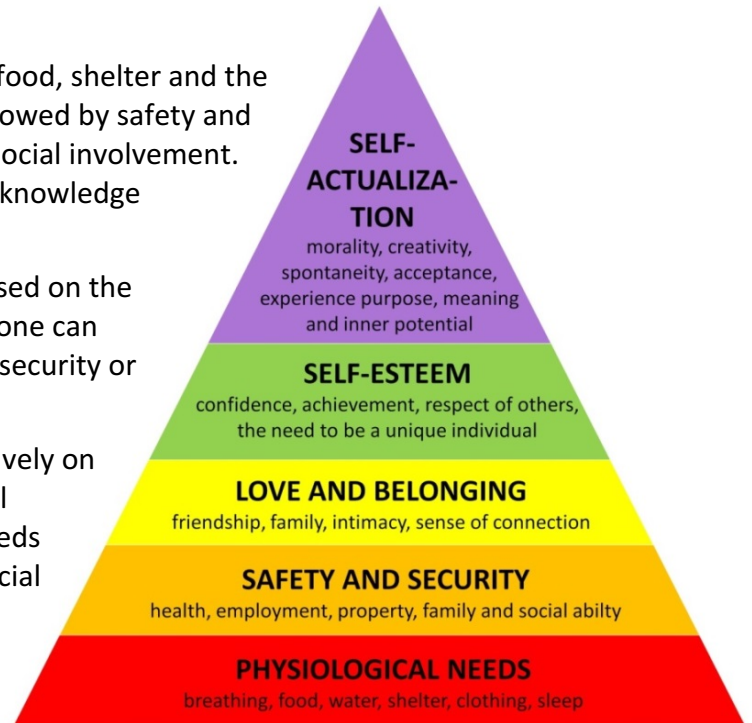 food, shelter and the
owed by safety and
ocial involvement.
knowledge
sed on the
one can
security or
vely on
l
eds
cial
SELF-
ACTUALIZA-
TION
morality, creativity,
spontaneity, acceptance,
experience purpose, meaning
and inner potential
SELF-ESTEEM
confidence, achievement, respect of others,
the need to be a unique individual
LOVE AND BELONGING
friendship, family, intimacy, sense of connection
SAFETY AND SECURITY
health, employment, property, family and social abilty
PHYSIOLOGICAL NEEDS
breathing, food, water, shelter, clothing, sleep